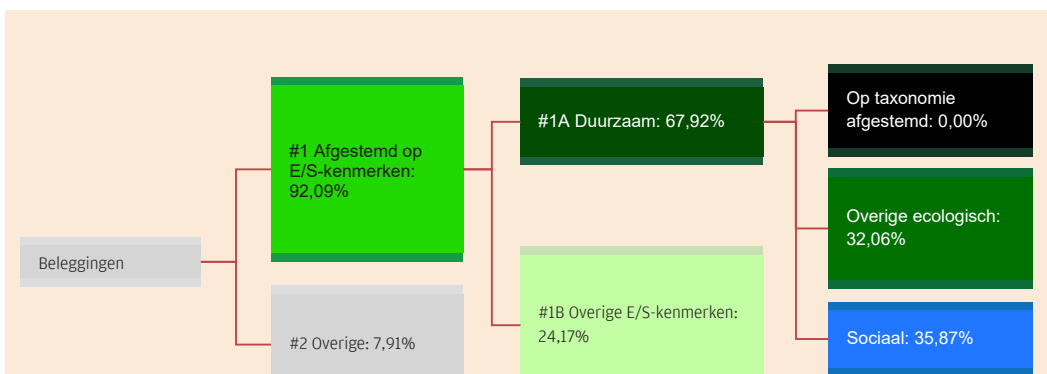 Beleggingen
#1 Afgestemd op
E/S-kenmerken:
92,09%
#2 Overige: 7,91%
#1A Duurzaam: 67,92%
#1B Overige E/S-kenmerken:
24,17%
Op taxonomie
afgestemd: 0,00%
Overige ecologisch:
32,06%
Sociaal: 35,87%